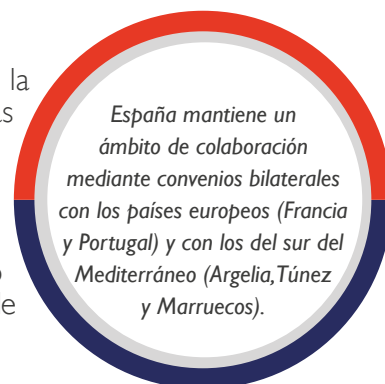 la
España mantiene un
ámbito de colaboración
mediante convenios bilaterales
con los países europeos (Francia
y Portugal) y con los del sur del
Mediterráneo (Argelia, Túnez
y Marruecos).